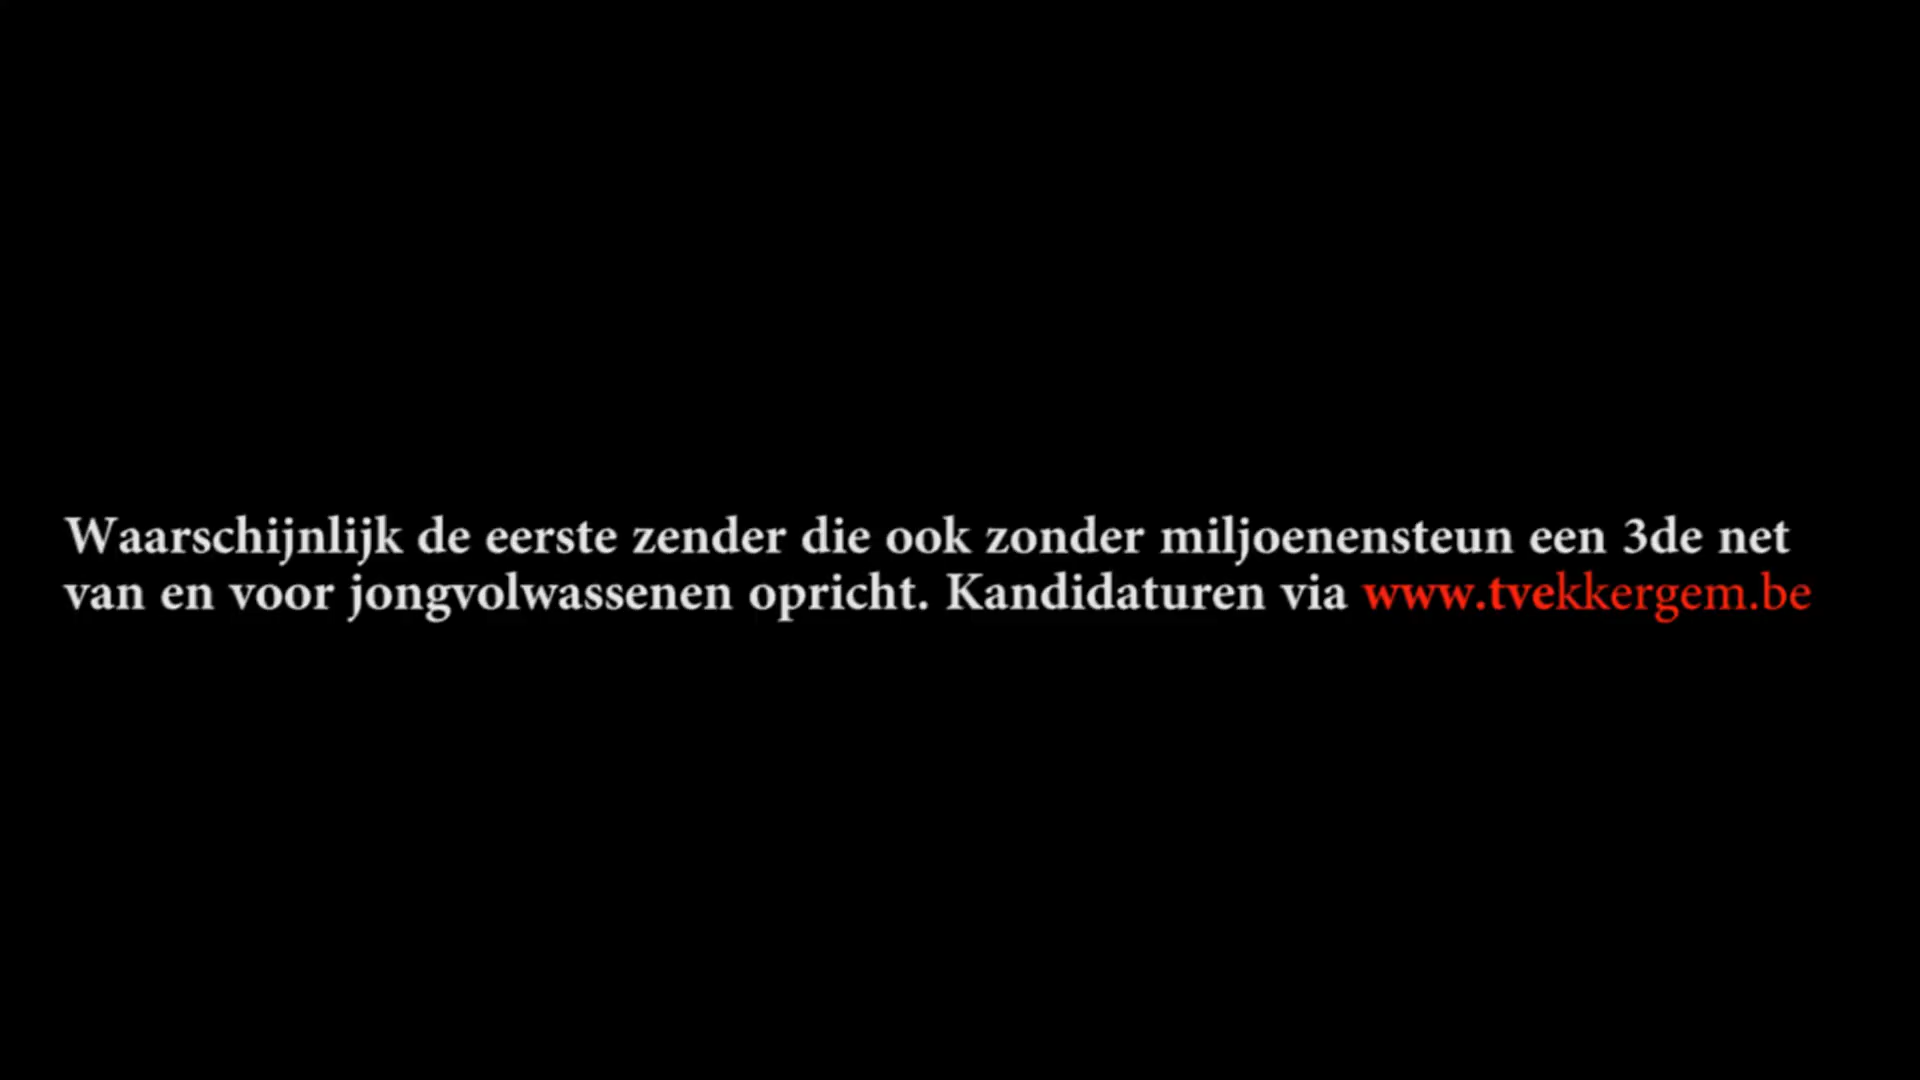 Waarschijnlijk de eerste zender die ook zonder miljoenensteun een 3de net
van en voor jongvolwassenen opricht. Kandidaturen via www.tvekkergem.be